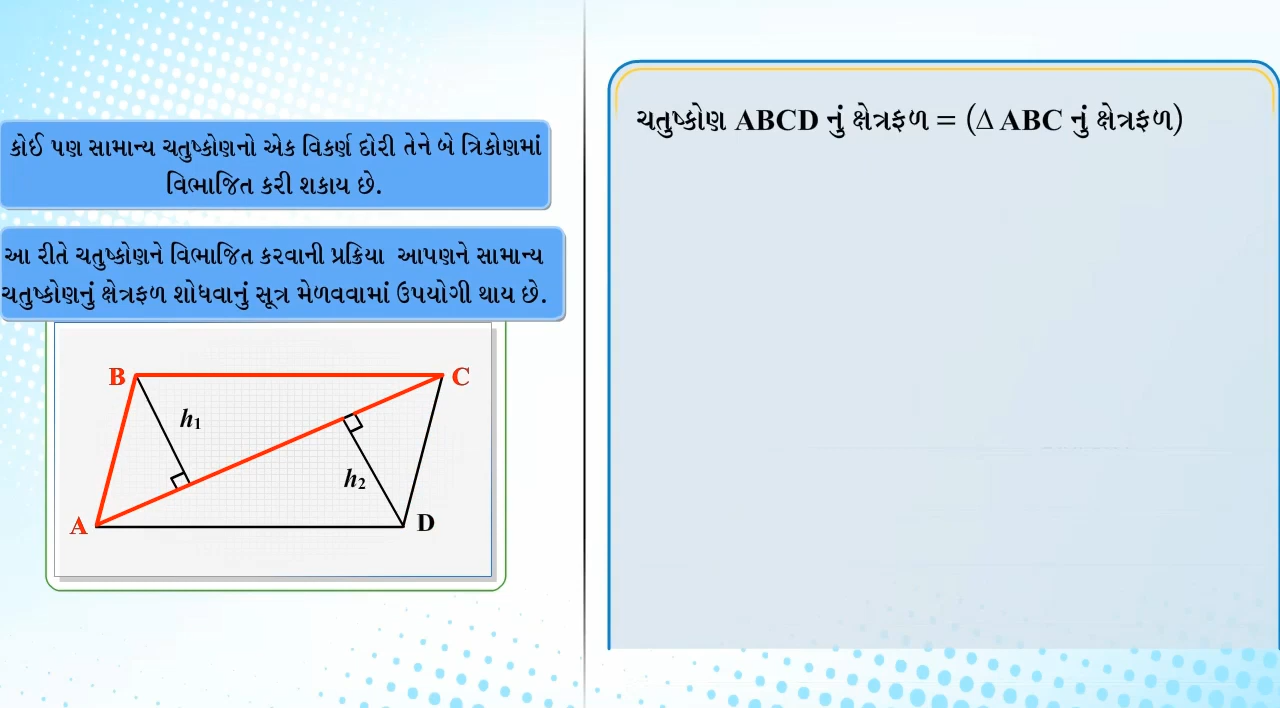 કોઈ પણ સામાન્ય ચતુષ્કોણનો એક વિકર્ણ દોરી તેને બે ત્રિકોણમાં
વિભાજિત કરી શકાય છે.
આ રીતે ચતુષ્કોણને વિભાજિત કરવાની પ્રક્રિયા આપણને સામાન્ય
ચતુષ્કોણનું ક્ષેત્રફળ શોધવાનું સૂત્ર મેળવવામાં ઉપયોગી થાય છે.
B
C
h₁
h₂
A
D
ચતુષ્કોણ ABCD નું ક્ષેત્રફળ = (Δ ABC નું ક્ષેત્રફળ)